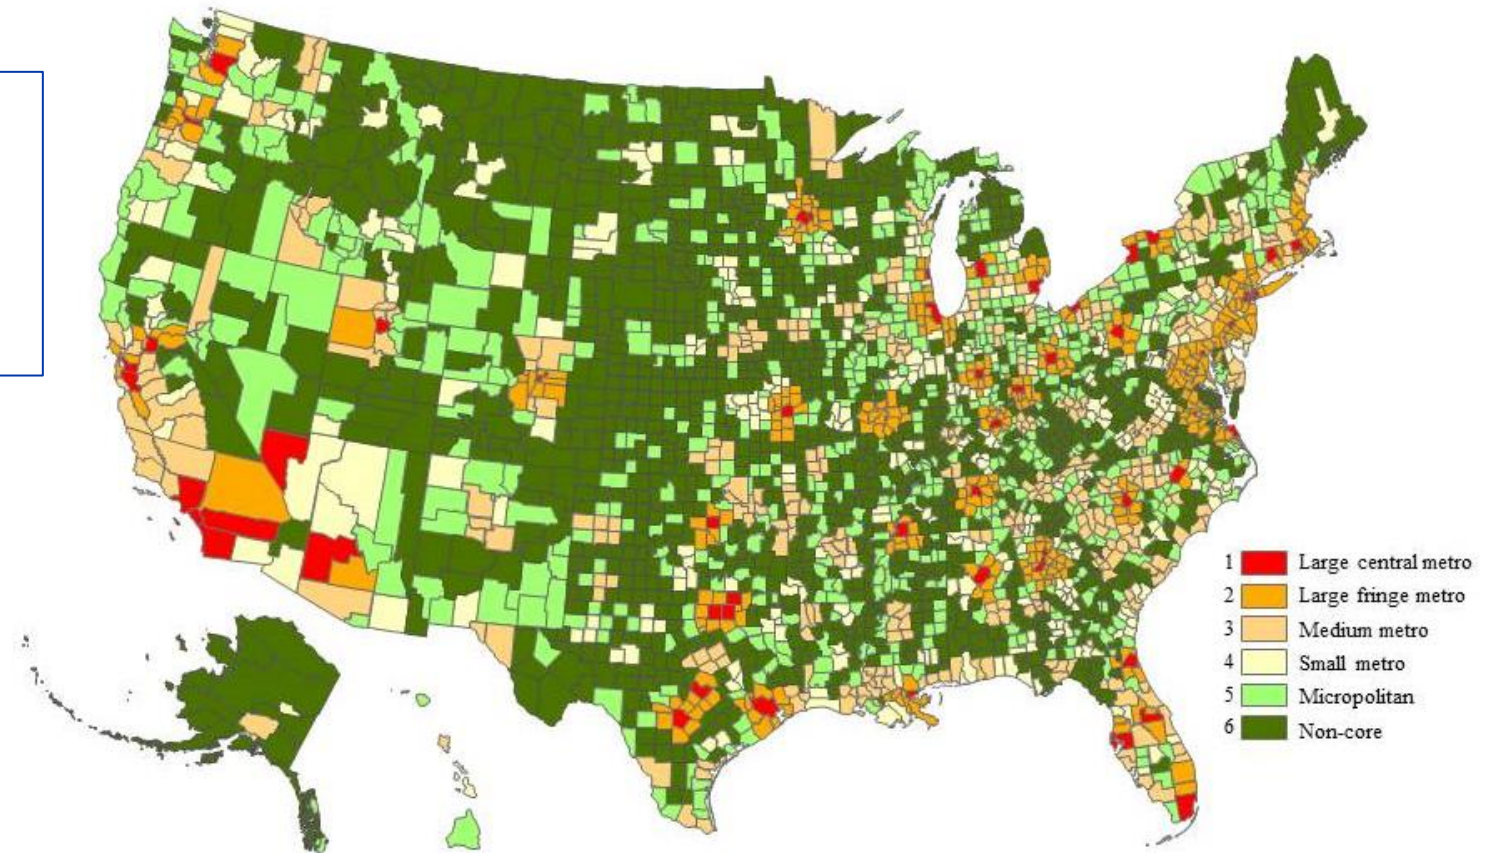 1 Large central metro
2 Large fringe metro
3 Medium metro
4 Small metro
5 Micropolitan
6 Non-core